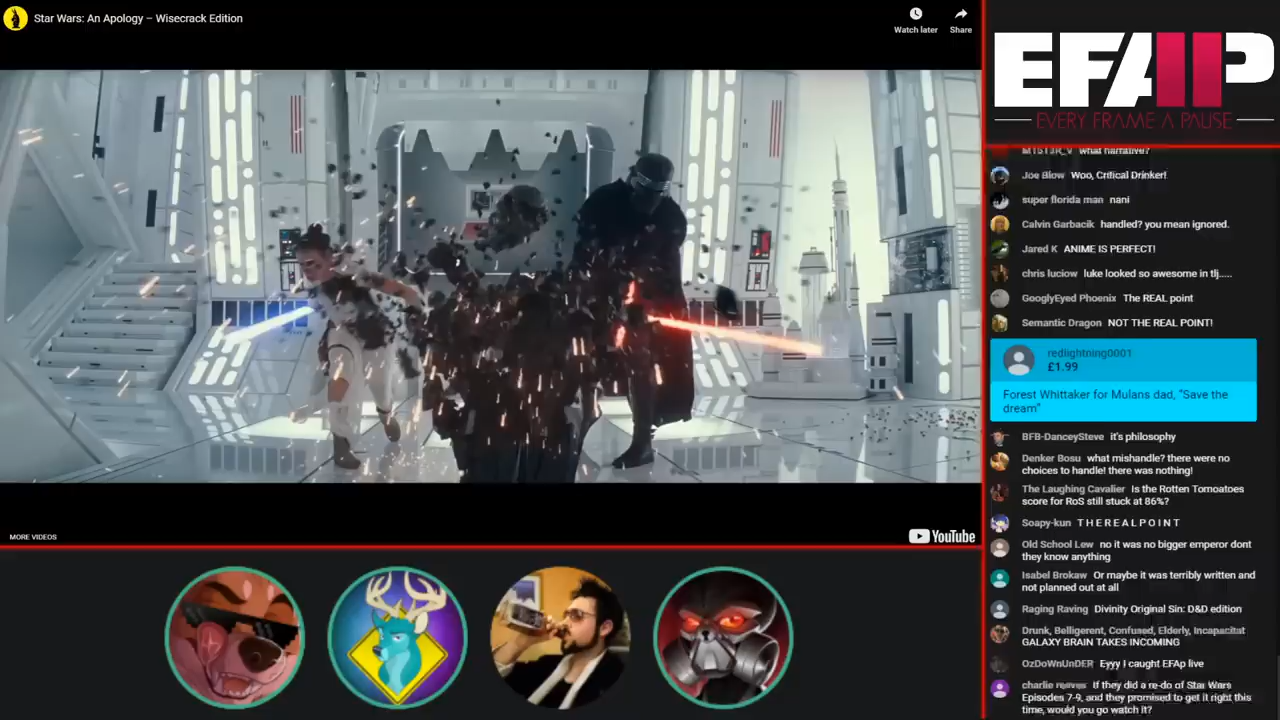 Star Wars: An Apology – Wisecrack Edition
Watch later
Share
MORE VIDEOS
YouTube
EFAP
EVERY FRAME A PAUSE
M1ST3R_V what narrative?
Joe Blow Woo, Critical Drinker!
super florida man nani
Calvin Garbacik handled? you mean ignored.
Jared K ANIME IS PERFECT!
chris luciow luke looked so awesome in tlj.....
GooglyEyed Phoenix The REAL point
Semantic Dragon NOT THE REAL POINT!
redlightning0001
£1.99
Forest Whittaker for Mulans dad, "Save the
dream"
BFB-DanceySteve it's philosophy
Denker Bosu what mishandle? there were no
choices to handle! there was nothing!
The Laughing Cavalier Is the Rotten Tomoatoes
score for RoS still stuck at 86%?
Soapy-kun T H E R E A L P O I N T
Old School Lew no it was no bigger emperor dont
they know anything
Isabel Brokaw Or maybe it was terribly written and
not planned out at all
Raging Raving Divinity Original Sin: D&D edition
Drunk, Belligerent, Confused, Elderly, Incapacitat
GALAXY BRAIN TAKES INCOMING
OzDoWnUnDER Eyyy I caught EFAp live
charlie reeves If they did a re-do of Star Wars
Episodes 7-9, and they promised to get it right this
time, would you go watch it?